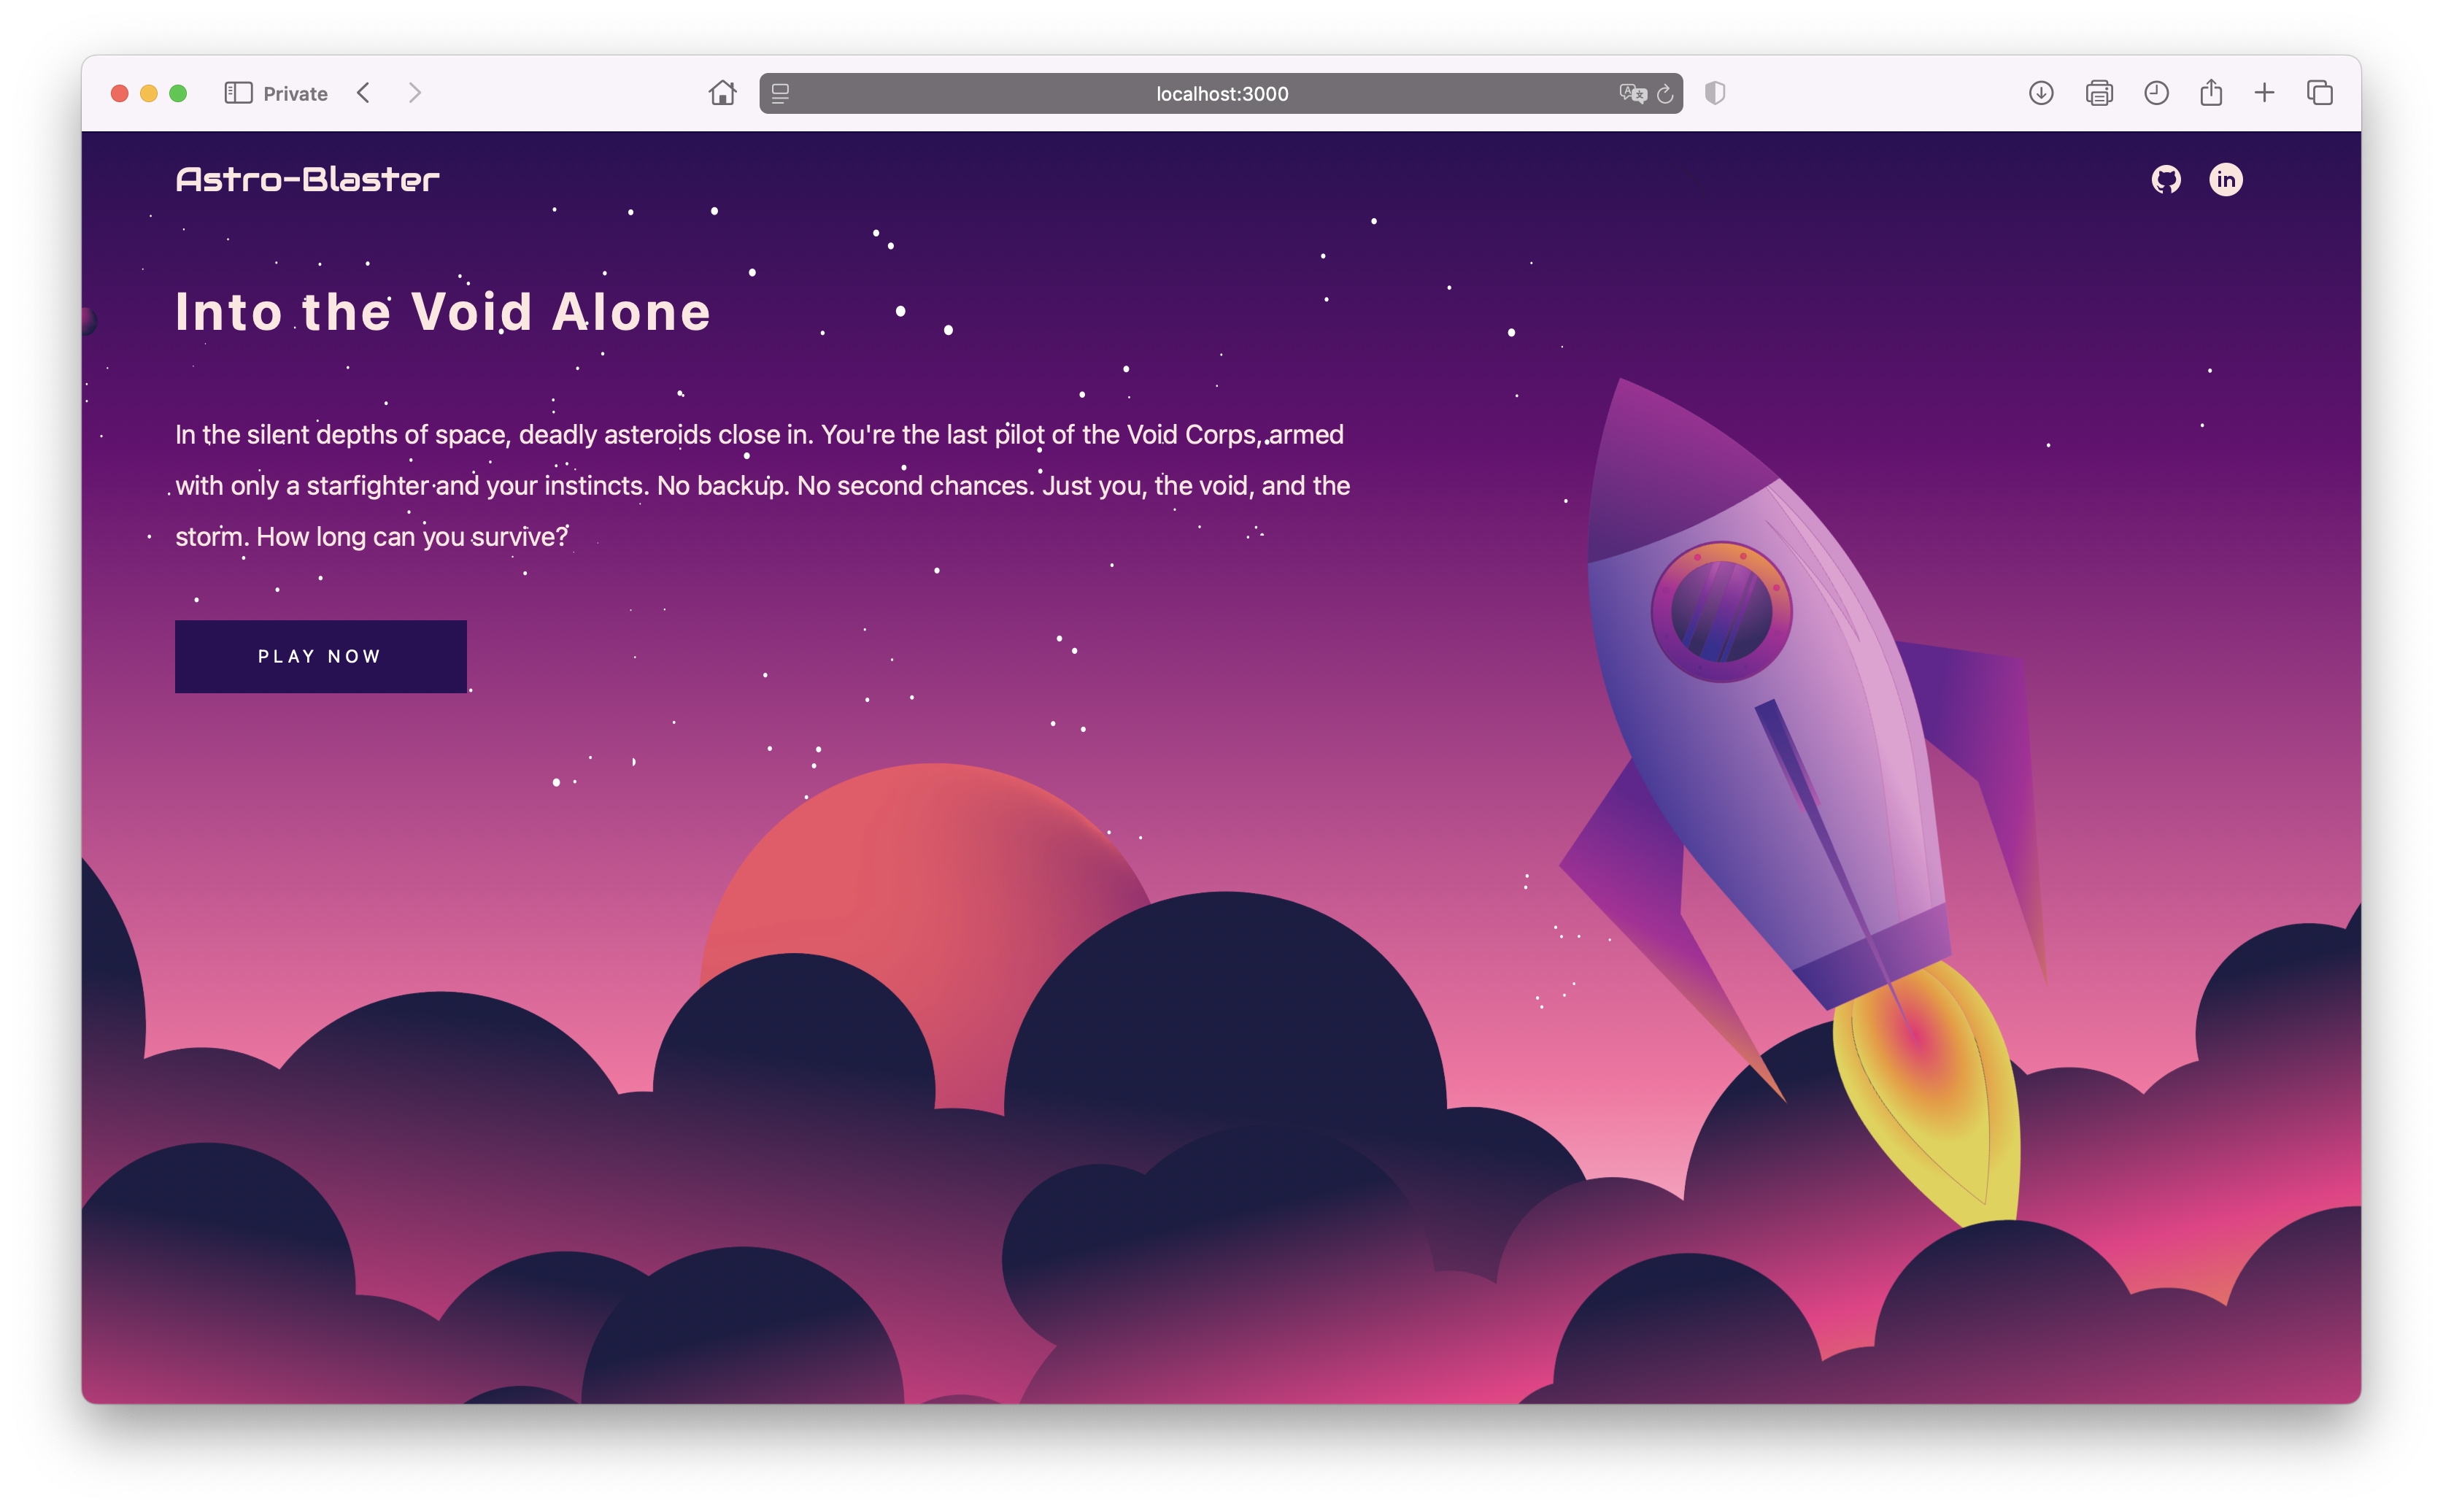 Private
localhost:3000
Astro-Blaster
in
Into the Void Alone
In the silent depths of space, deadly asteroids close in. You're the last pilot of the Void Corps, armed
with only a starfighter and your instincts. No backup. No second chances. Just you, the void, and the
storm. How long can you survive?
PLAY NOW